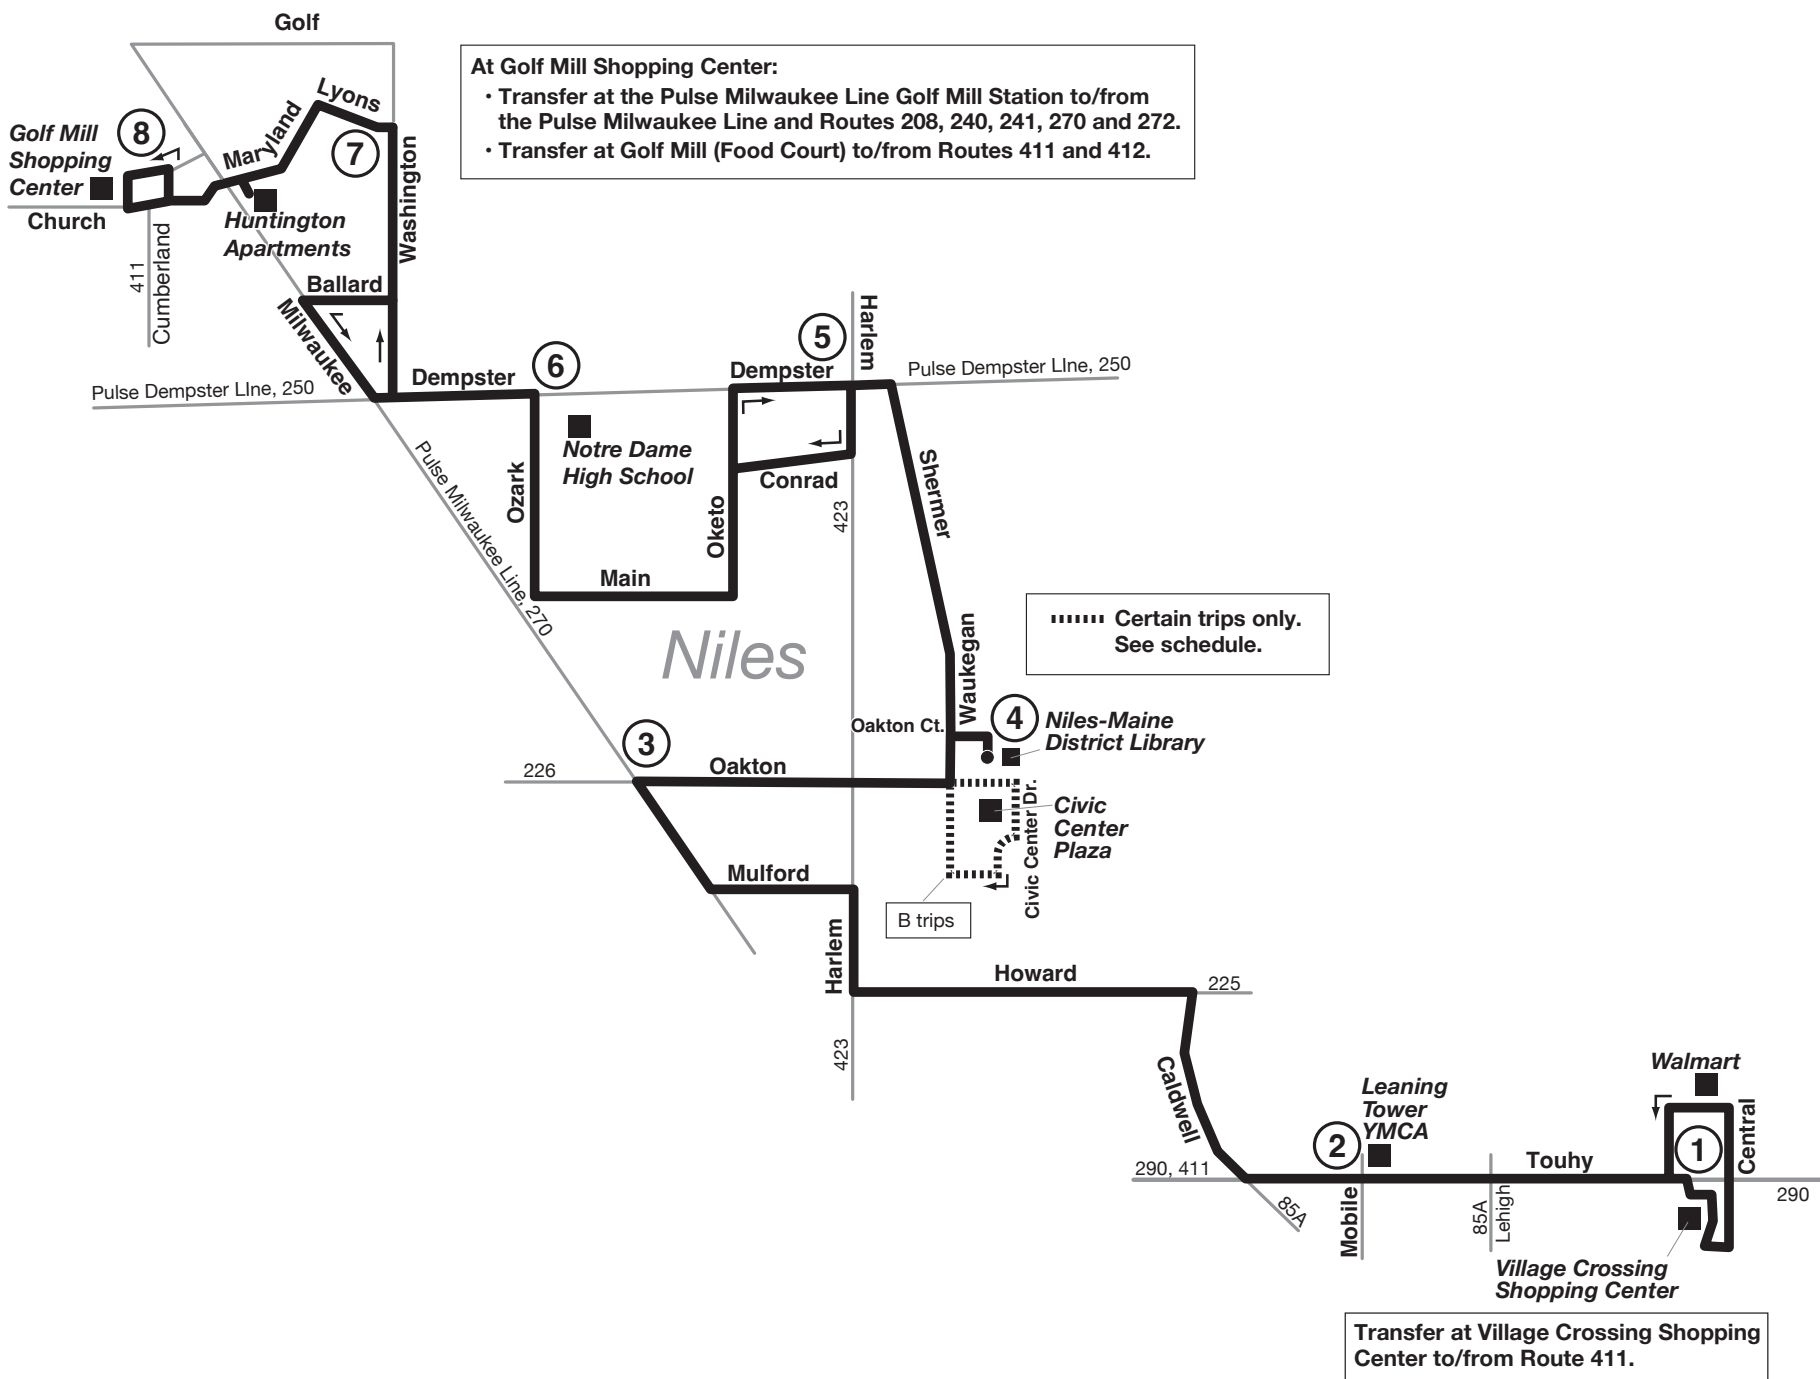 Golf
At Golf Mill Shopping Center:
· Transfer at the Pulse Milwaukee Line Golf Mill Station to/from
the Pulse Milwaukee Line and Routes 208, 240, 241, 270 and 272.
· Transfer at Golf Mill (Food Court) to/from Routes 411 and 412.
Lyons
Maryland
8
7
Golf Mill
Shopping
Center
Church
Washington
Huntington
Apartments
411
Cumberland
Ballard
Milwaukee
Harlem
5
6
Dempster
Dempster
Pulse Dempster LIne, 250
Pulse Dempster LIne, 250
Notre Dame
High School
Pulse Milwaukee Line, 270
Ozark
Oketo
Conrad
423
Shermer
Main
Niles
Certain trips only.
See schedule.
Waukegan
Oakton Ct.
4
Niles-Maine
District Library
3
226
Oakton
Civic Center Dr.
Civic
Center
Plaza
Mulford
B trips
Harlem
Howard
225
423
Caldwell
Walmart
Leaning
Tower
YMCA
2
1
Central
Touhy
290, 411
290
85A
Mobile
85A
Lehigh
Village Crossing
Shopping Center
Transfer at Village Crossing Shopping
Center to/from Route 411.